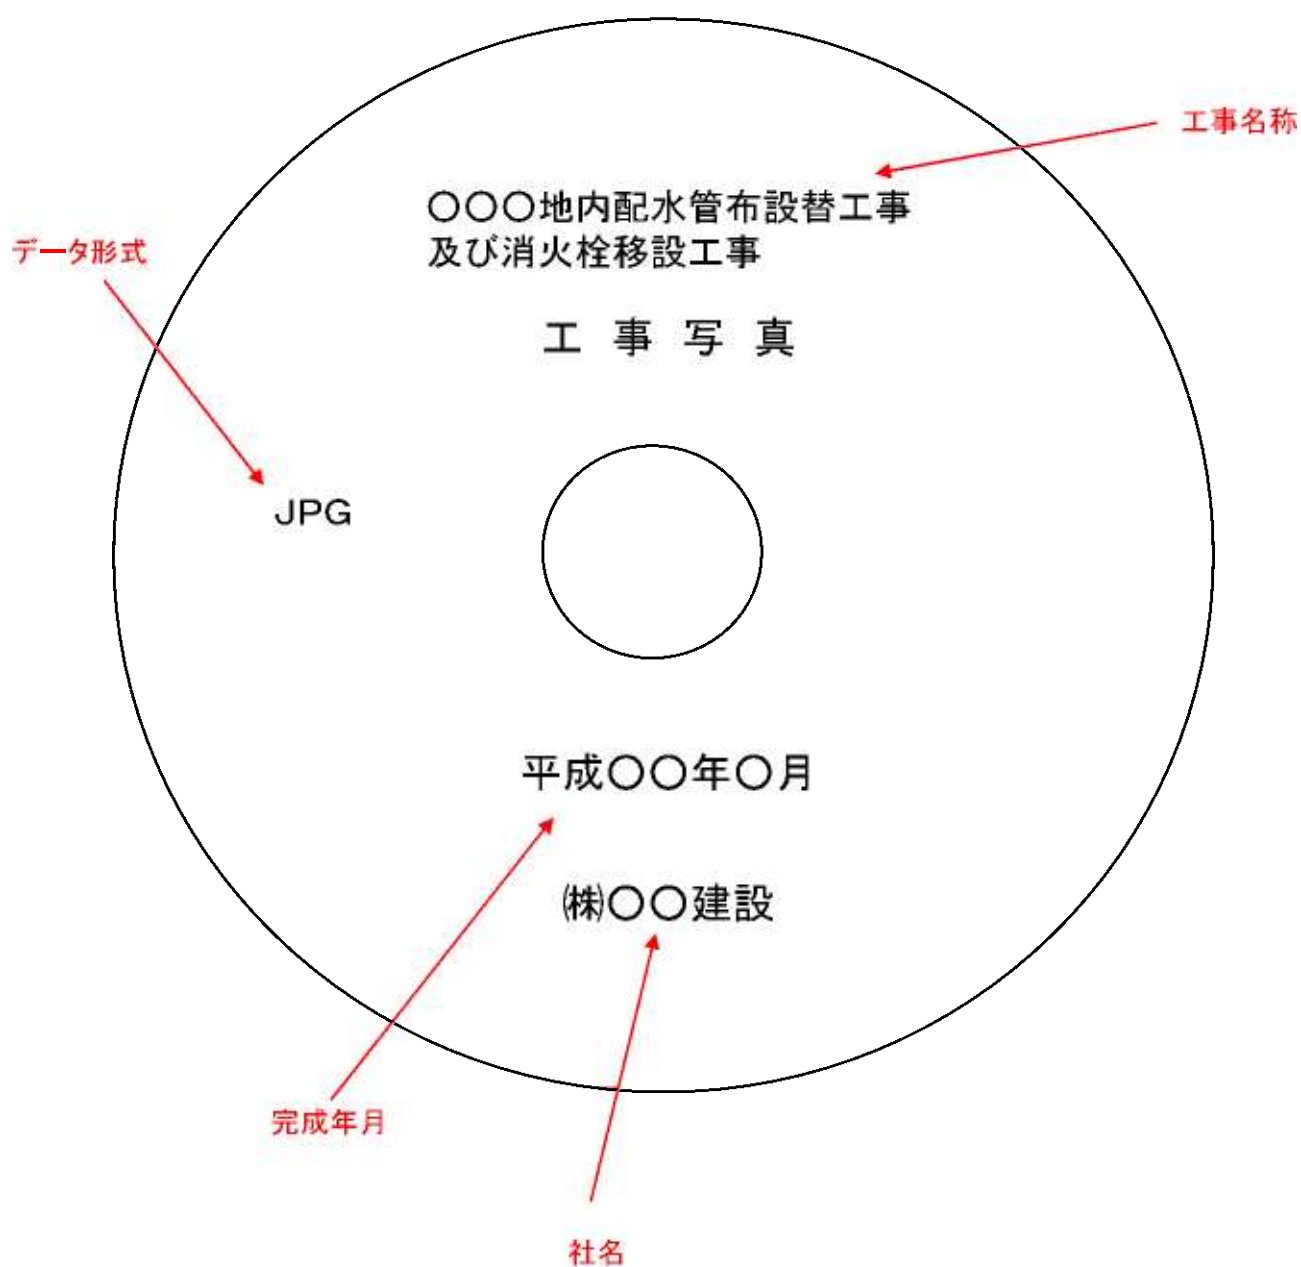 工事名称
〇〇〇地内配水管布設替工事
及び消火栓移設工事
データ形式
工 事 写 真
JPG
平成〇〇年〇月
㈱〇〇建設
完成年月
社名